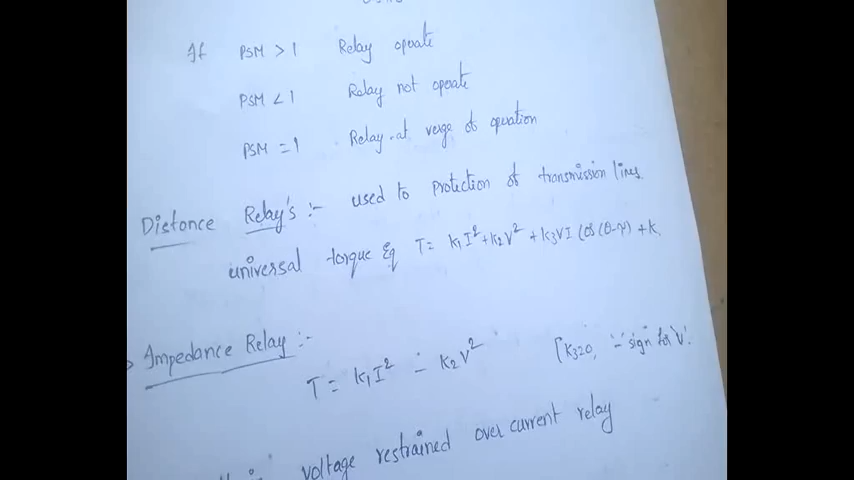 If PSM > 1 Relay operate
PSM < 1 Relay not operate
PSM = 1 Relay at verge of operation
Distance Relay's :- used to protection of transmission lines.
universal torque Eq T = K₁I² + K₂V² + K₃VI Cos(θ-τ) + K
Impedance Relay :-
T = K₁I² - K₂V² [K₃=0, '-' sign for 'V'.
voltage restrained over current relay